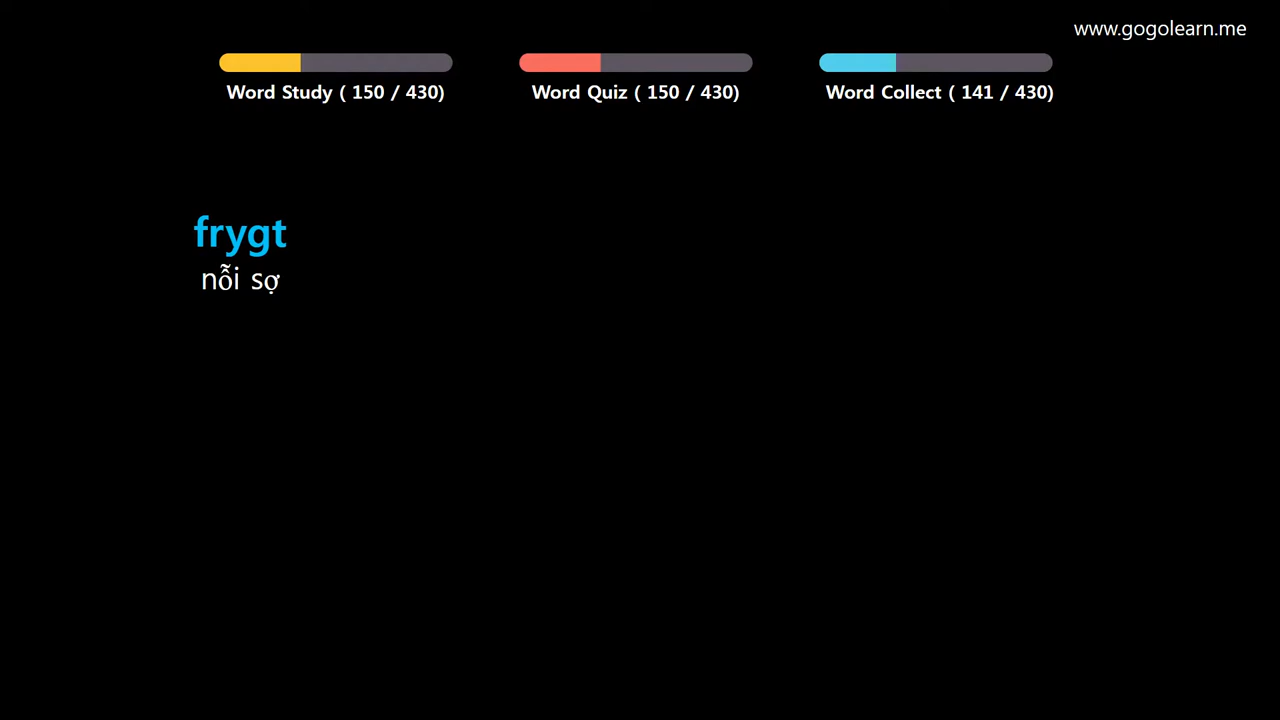 www.gogolearn.me
Word Study ( 150 / 430)
Word Quiz ( 150 / 430)
Word Collect ( 141 / 430)
frygt
nỗi sợ